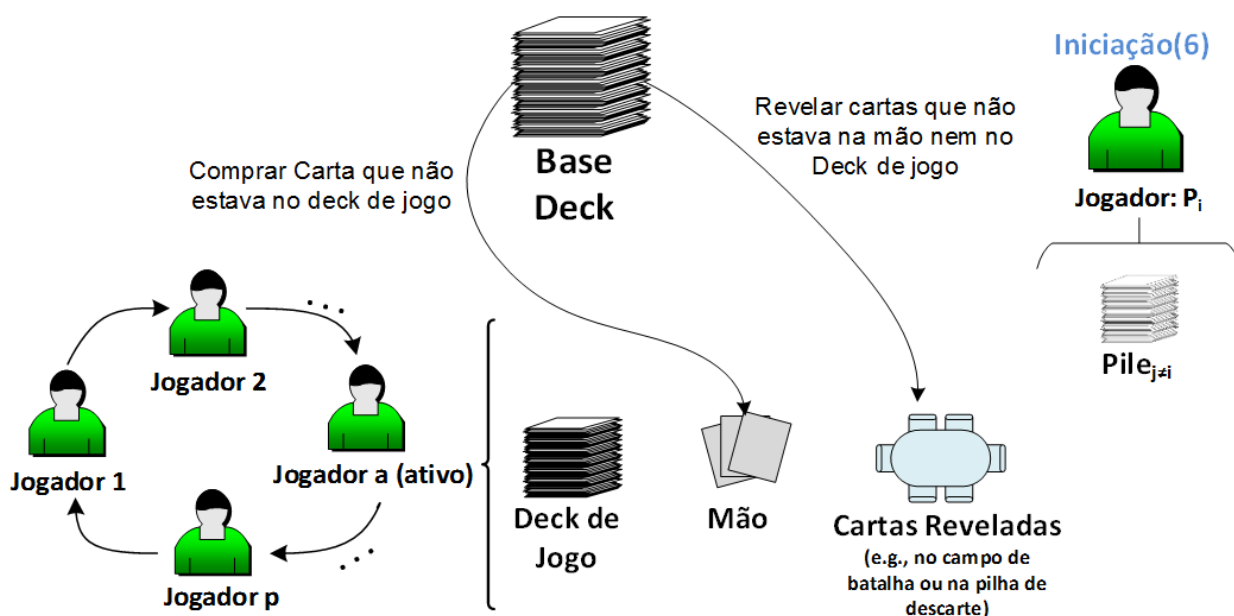 Iniciação(6)
Revelar cartas que não
estava na mão nem no
Deck de jogo
Base
Deck
Comprar Carta que não
estava no deck de jogo
Jogador: Pi
Pilej≠i
Jogador 2
Jogador 1
Jogador a (ativo)
Jogador p
Deck de
Jogo
Mão
Cartas Reveladas
(e.g., no campo de
batalha ou na pilha de
descarte)